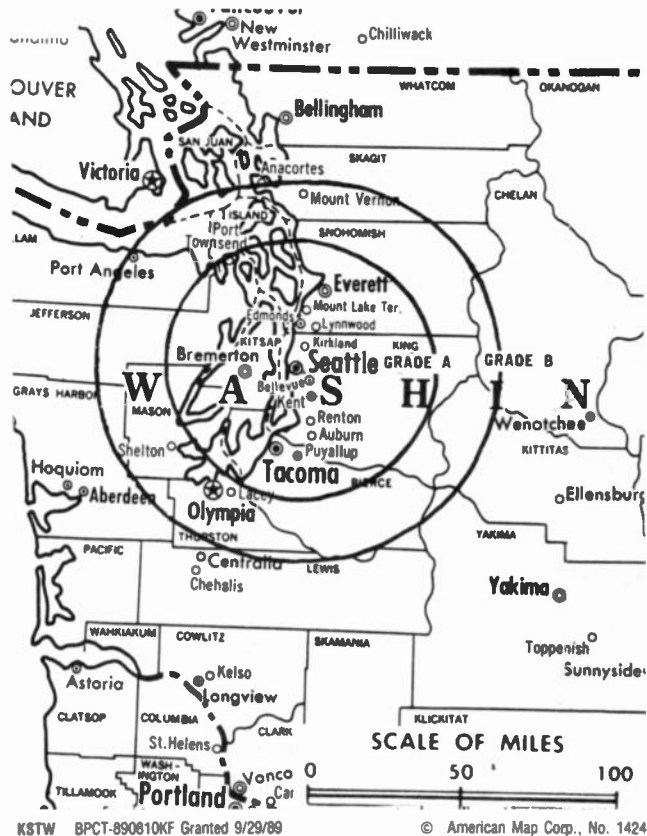 New
Westminster
Chilliwack
OUVER
AND
WHATCOM
OKANOGAN
Bellingham
SAN JUAN
SKAGIT
Victoria
Anacortes
CHELAN
Mount Vernon
ISLAND
Port
Townsend
SNOHOMISH
LAM
Port Angeles
Everett
JEFFERSON
Mount Lake Ter.
Edmonds
Lynnwood
KITSAP
Kirkland
KING
Bremerton
Seattle
GRADE A
GRADE B
W A S H I N
Bellevue
GRAYS HARBOR
MASON
Kent
Renton
Wenotchee
Auburn
KITTITAS
Shelton
Puyallup
Tacoma
Hoquiom
PIERCE
Aberdeen
Lacey
Ellensburg
Olympia
THURSTON
YAKIMA
PACIFIC
Centralia
LEWIS
Chehalis
Yakima
WAHKIAKUM
COWLITZ
SKAMANIA
Toppenish
Sunnyside
Astoria
Kelso
Longview
CLATSOP
COLUMBIA
CLARK
KLICKITAT
St. Helens
SCALE OF MILES
WASH-
INGTON
0 50 100
Vanco
TILLAMOOK
Portland
Car
KSTW BPCT-890810KF Granted 9/29/89
© American Map Corp., No. 1424